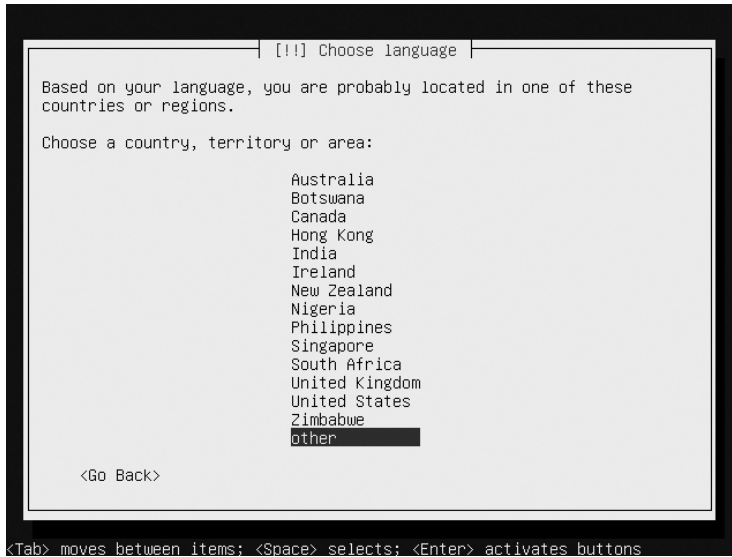 [!!] Choose language
Based on your language, you are probably located in one of these
countries or regions.
Choose a country, territory or area:
Australia
Botswana
Canada
Hong Kong
India
Ireland
New Zealand
Nigeria
Philippines
Singapore
South Africa
United Kingdom
United States
Zimbabwe
other
<Go Back>
<Tab> moves between items; <Space> selects; <Enter> activates buttons